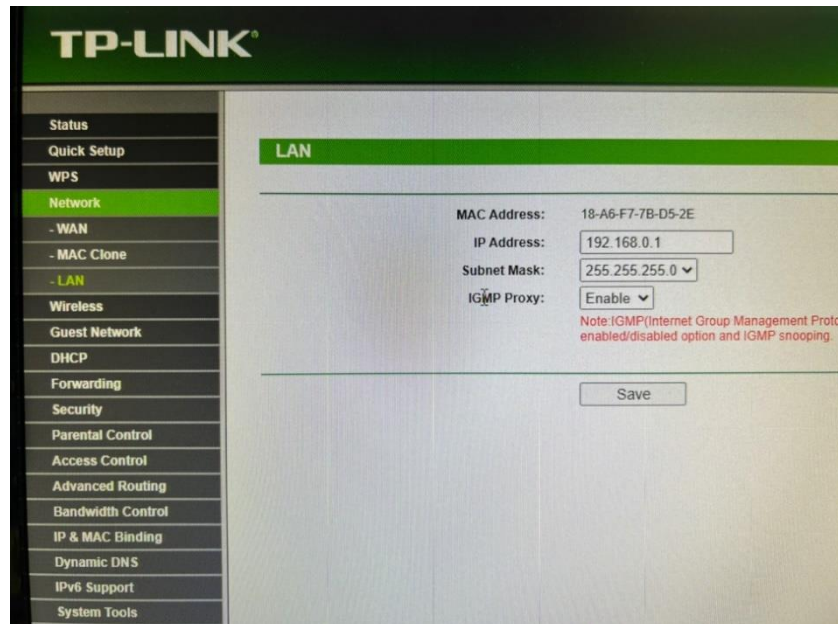 TP-LINK®
Status
Quick Setup
WPS
Network
- WAN
- MAC Clone
- LAN
Wireless
Guest Network
DHCP
Forwarding
Security
Parental Control
Access Control
Advanced Routing
Bandwidth Control
IP & MAC Binding
Dynamic DNS
IPv6 Support
System Tools
LAN
MAC Address: 18-A6-F7-7B-D5-2E
IP Address: 192.168.0.1
Subnet Mask: 255.255.255.0
IGMP Proxy: Enable
Note:IGMP(Internet Group Management Proto
enabled/disabled option and IGMP snooping.
Save